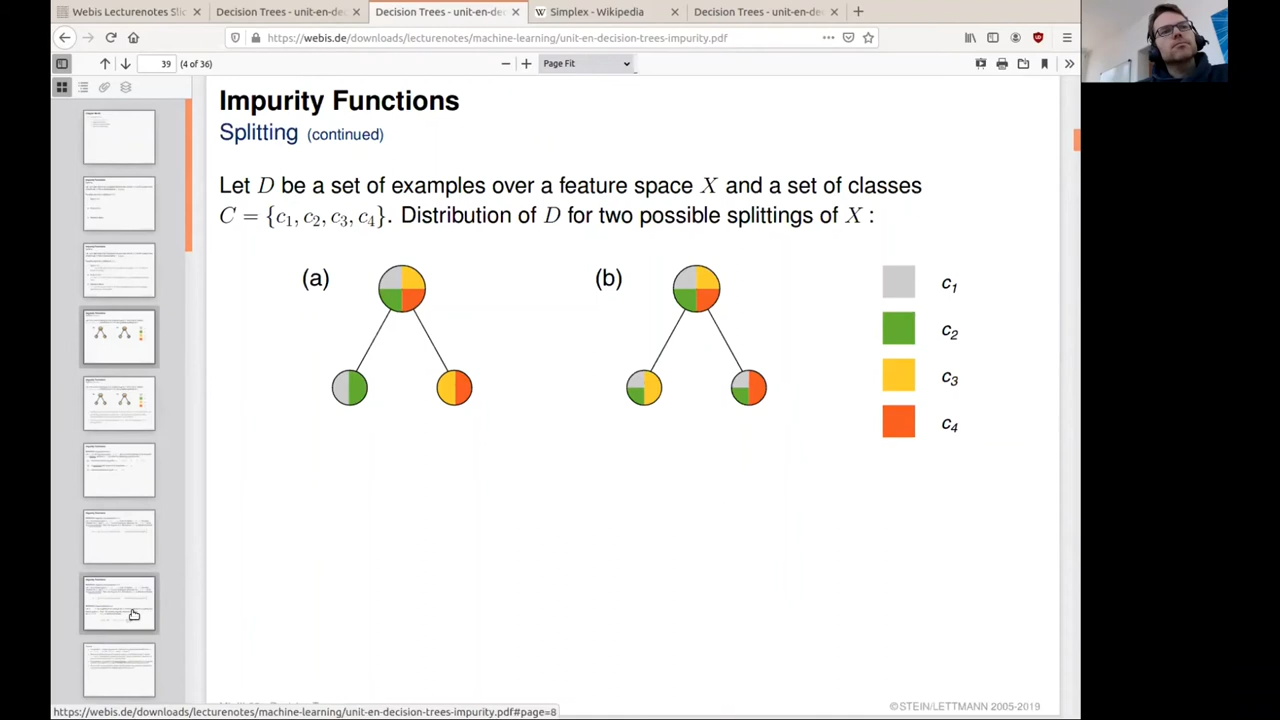 Webis Lecturenotes Slic
Decision Trees - unit-en-dec
Decision Trees - unit-en-de
Simplex - Wikipedia
Decision Trees - unit-en-dec
https://webis.de/downloads/lecturenotes/machine-learning/unit-en-decision-trees-impurity.pdf
39 (4 of 36)
Page Fit
Impurity Functions
Splitting (continued)
Let D be a set of examples over a feature space X and a set of classes
C = {c₁, c₂, c₃, c₄}. Distribution of D for two possible splittings of X :
(a)
(b)
c₁
c₂
c₃
c₄
https://webis.de/downloads/lecturenotes/machine-learning/unit-en-decision-trees-impurity.pdf#page=8
©STEIN/LETTMANN 2005-2019